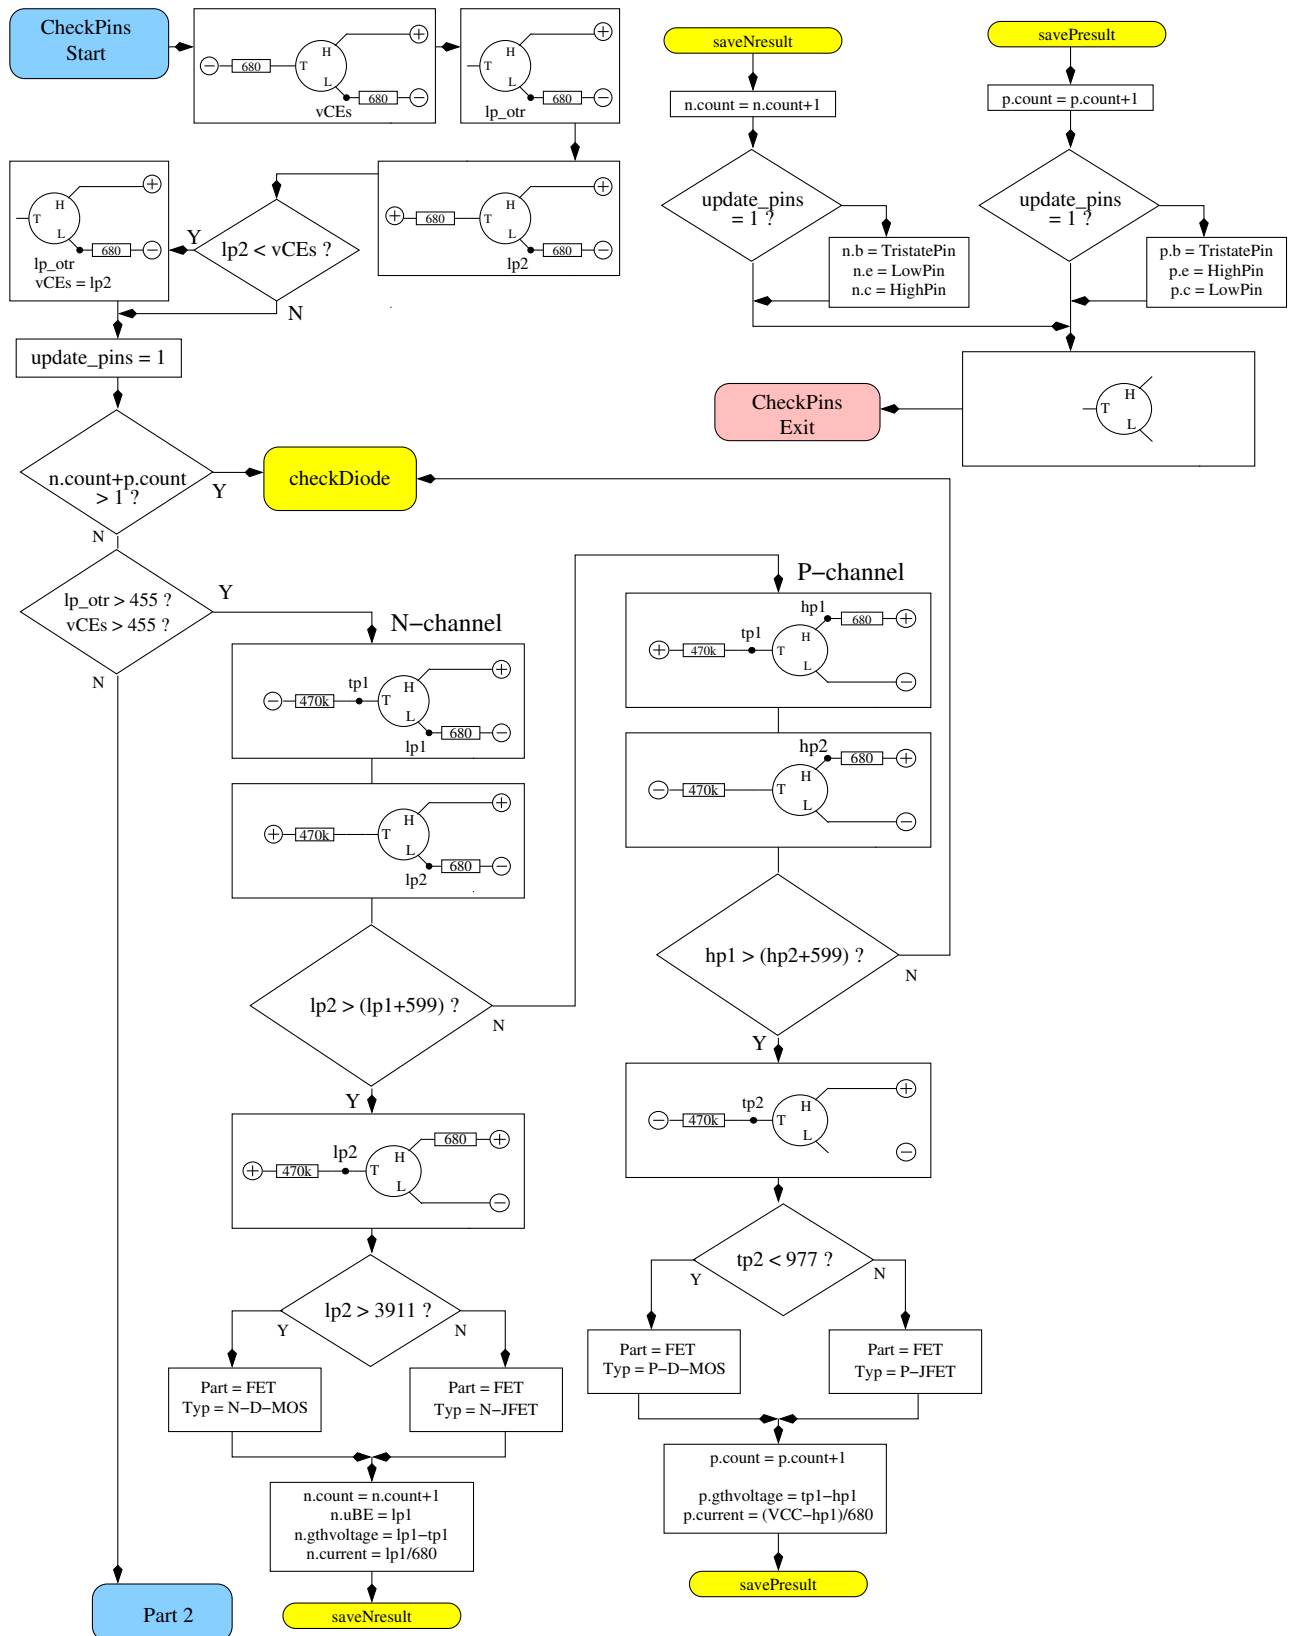 CheckPins
Start
H
T
L
680
680
vCEs
H
T
L
680
lp_otr
H
T
L
680
680
lp2
lp2 < vCEs ?
Y
N
H
T
L
680
lp_otr
vCEs = lp2
update_pins = 1
n.count+p.count
> 1 ?
Y
N
checkDiode
lp_otr > 455 ?
vCEs > 455 ?
Y
N
N−channel
tp1
470k
T
H
L
680
lp1
470k
T
H
L
680
lp2
lp2 > (lp1+599) ?
N
Y
lp2
470k
T
H
L
680
lp2 > 3911 ?
Y
N
Part = FET
Typ = N−D−MOS
Part = FET
Typ = N−JFET
n.count = n.count+1
n.uBE = lp1
n.gthvoltage = lp1−tp1
n.current = lp1/680
saveNresult
Part 2
P−channel
hp1
tp1
680
470k
T
H
L
hp2
680
470k
T
H
L
hp1 > (hp2+599) ?
N
Y
tp2
470k
T
H
L
tp2 < 977 ?
Y
N
Part = FET
Typ = P−D−MOS
Part = FET
Typ = P−JFET
p.count = p.count+1
p.gthvoltage = tp1−hp1
p.current = (VCC−hp1)/680
savePresult
saveNresult
n.count = n.count+1
update_pins
= 1 ?
n.b = TristatePin
n.e = LowPin
n.c = HighPin
savePresult
p.count = p.count+1
update_pins
= 1 ?
p.b = TristatePin
p.e = HighPin
p.c = LowPin
H
T
L
CheckPins
Exit